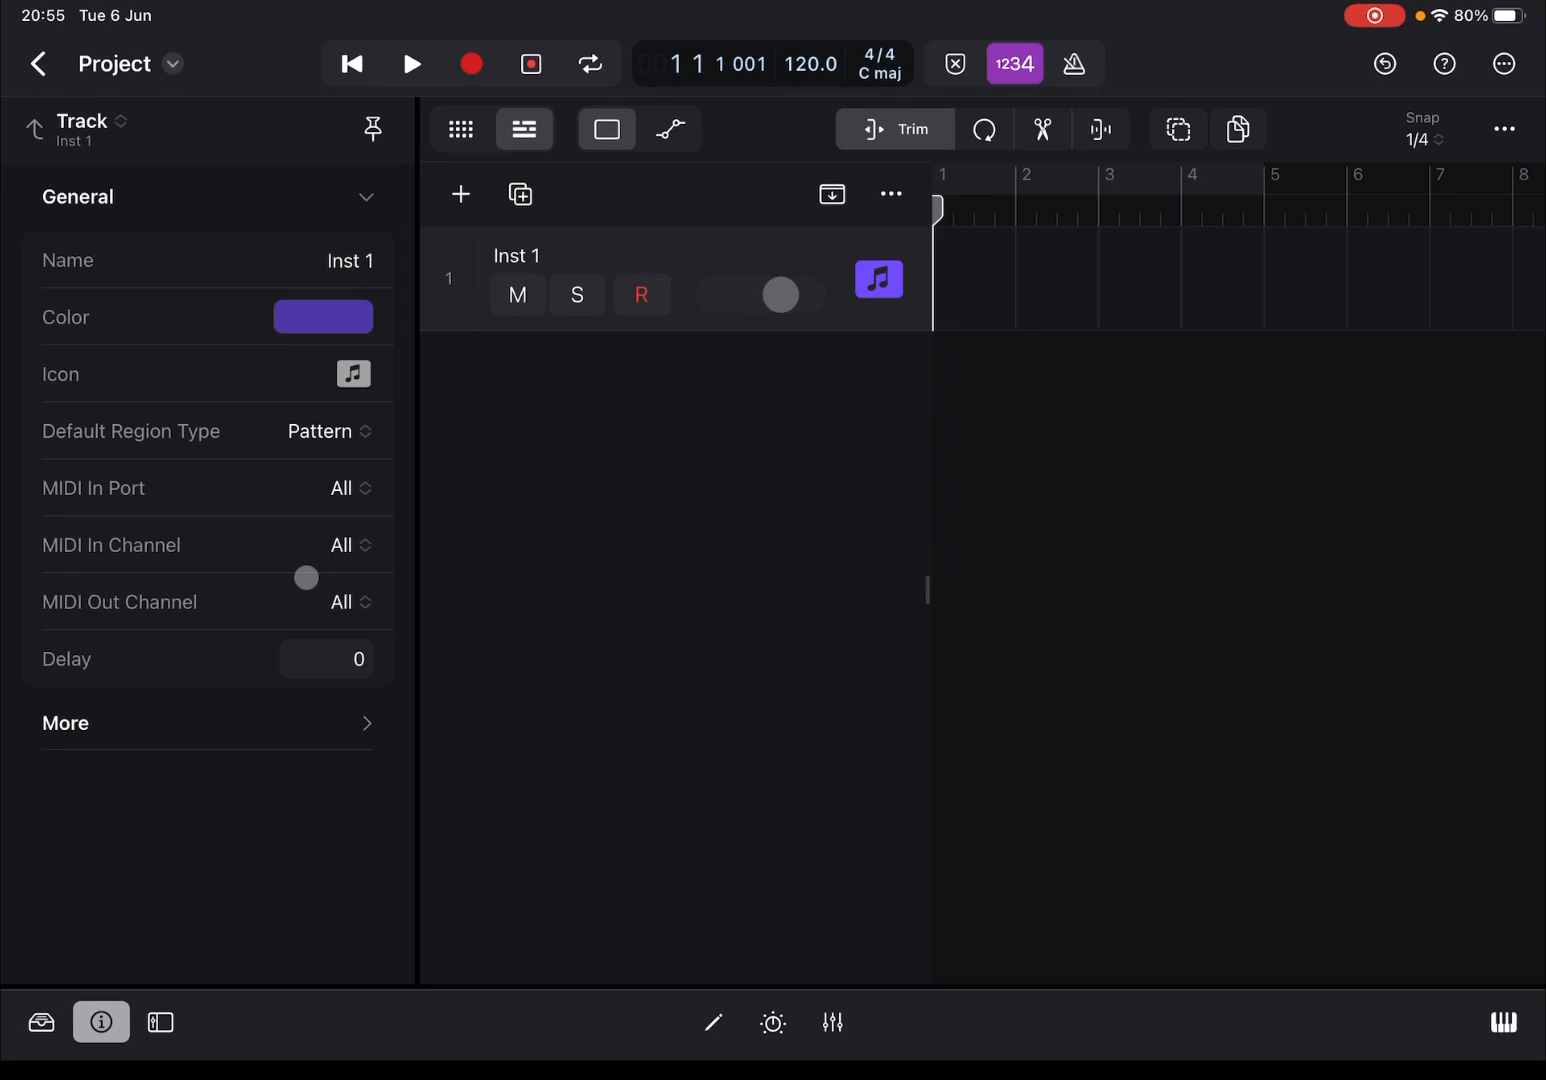 20:55 Tue 6 Jun
80%
Project
1 1 1 001 120.0 4/4
C maj
1234
Track
Inst 1
Trim
Snap
1/4
General
1 2 3 4 5 6 7 8
Name Inst 1
Color
Icon
Default Region Type Pattern
MIDI In Port All
MIDI In Channel All
MIDI Out Channel All
Delay 0
More
1
Inst 1
M S R